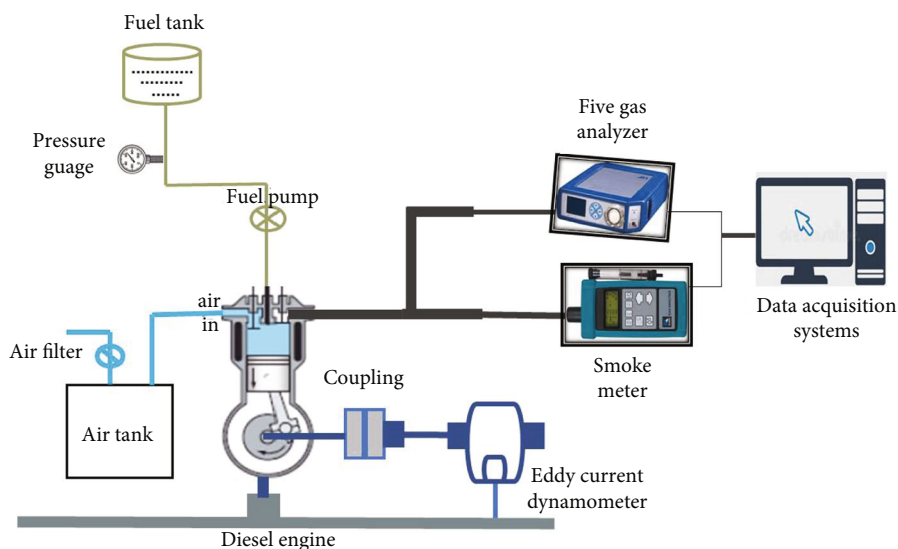 Fuel tank
Pressure
guage
Fuel pump
Five gas
analyzer
Data acquisition
systems
Smoke
meter
air
in
Air filter
Air tank
Coupling
Eddy current
dynamometer
Diesel engine